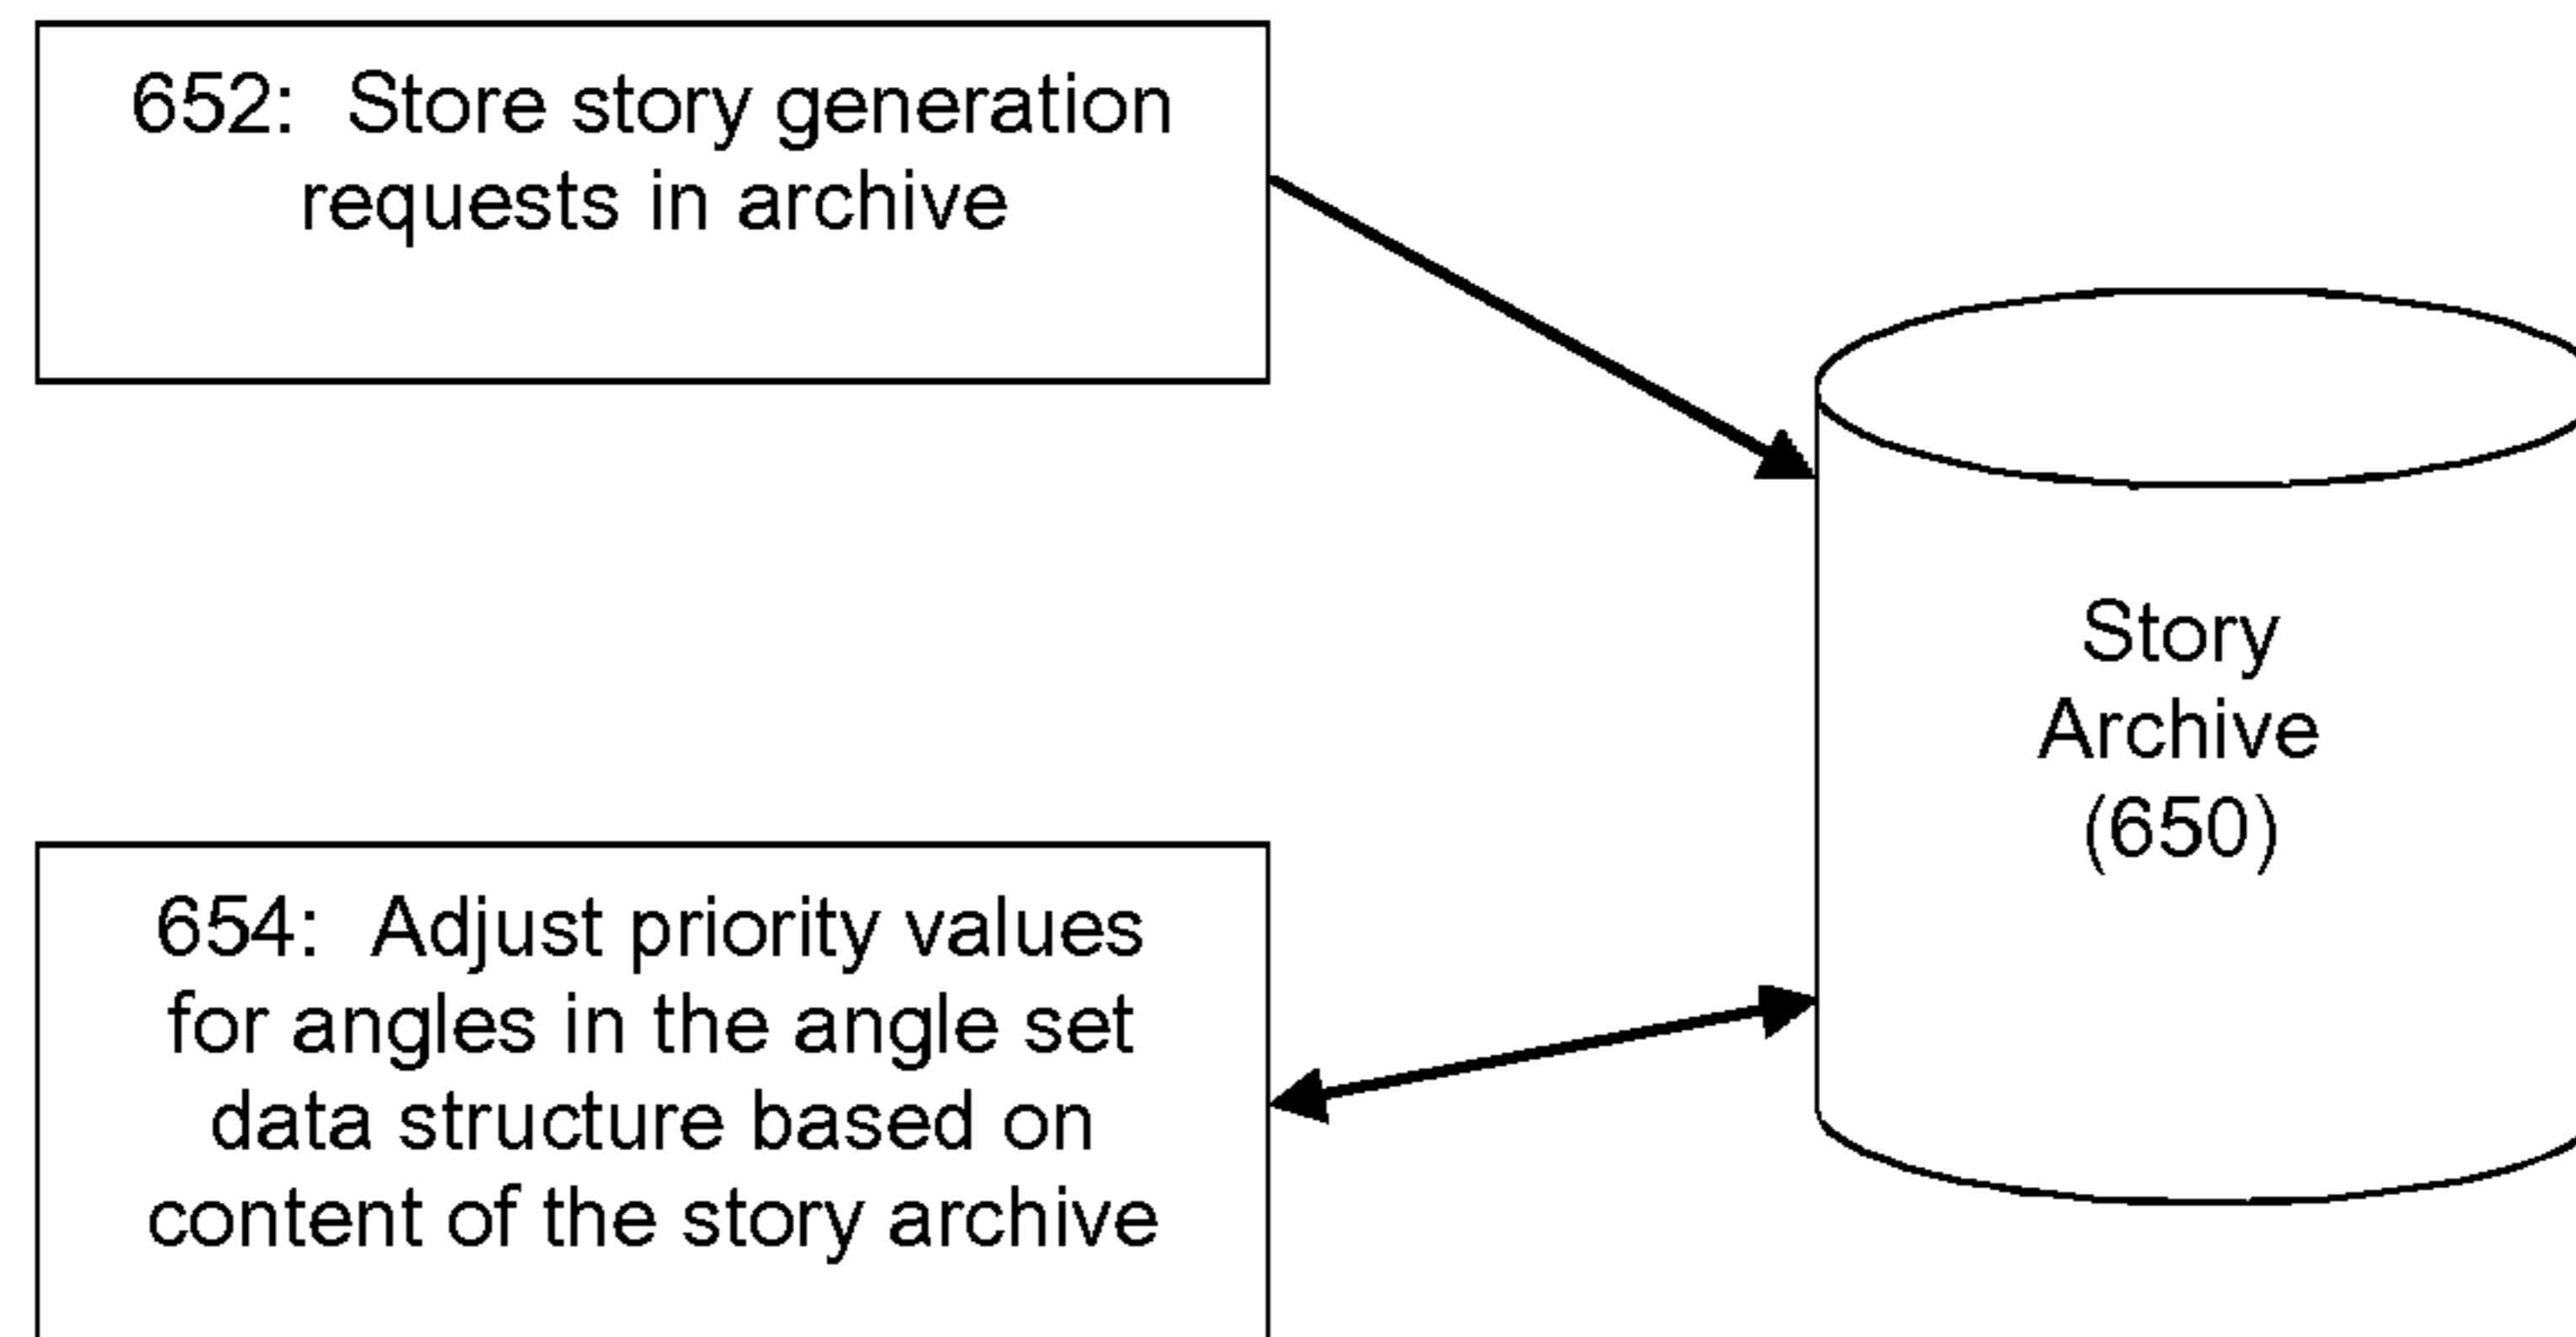 652: Store story generation
requests in archive
Story
Archive
(650)
654: Adjust priority values
for angles in the angle set
data structure based on
content of the story archive